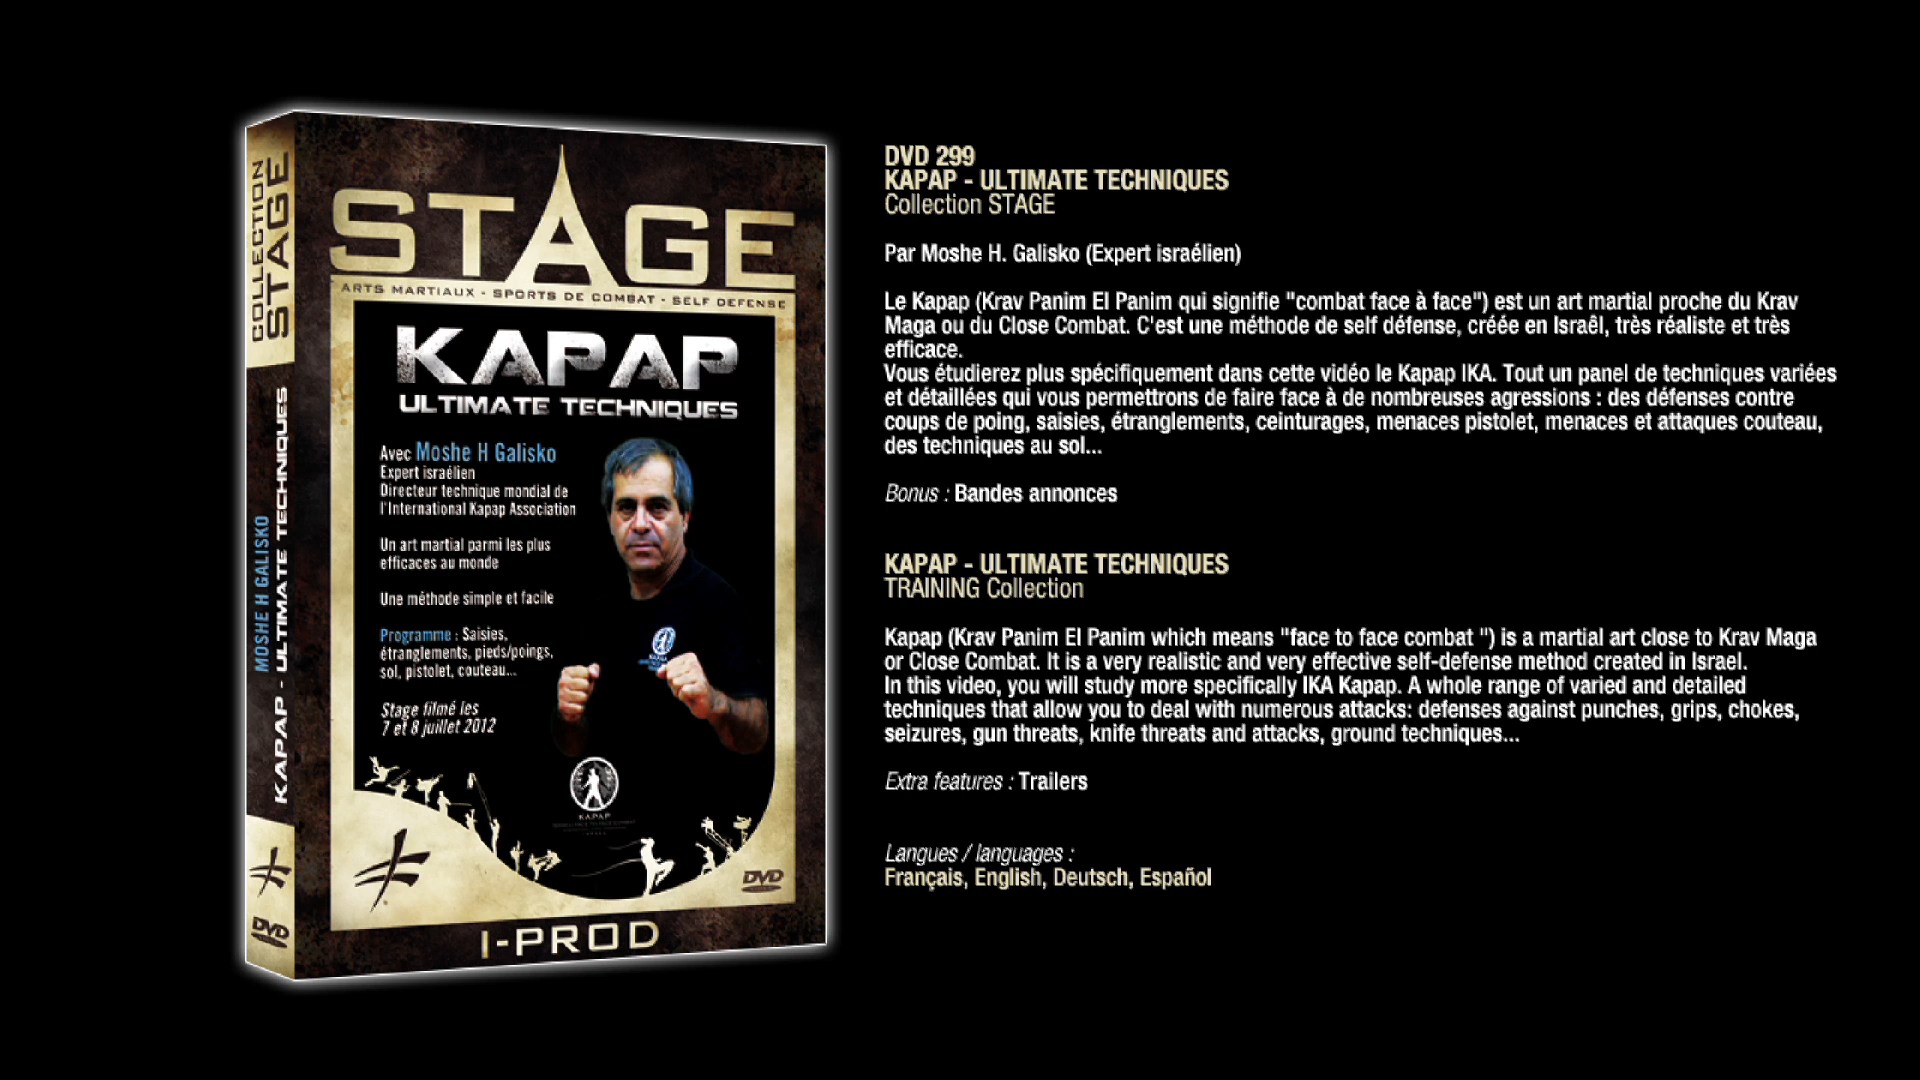 COLLECTION
STAGE
MOSHE H GALISKO
KAPAP - ULTIMATE TECHNIQUES
DVD
STAGE
ARTS MARTIAUX - SPORTS DE COMBAT - SELF DEFENSE
KAPAP
ULTIMATE TECHNIQUES
Avec Moshe H Galisko
Expert israélien
Directeur technique mondial de
l'International Kapap Association
Un art martial parmi les plus
efficaces au monde
Une méthode simple et facile
Programme : Saisies,
étranglements, pieds/poings,
sol, pistolet, couteau...
Stage filmé les
7 et 8 juillet 2012
KAPAP
DVD
I-PROD
DVD 299
KAPAP - ULTIMATE TECHNIQUES
Collection STAGE
Par Moshe H. Galisko (Expert israélien)
Le Kapap (Krav Panim El Panim qui signifie "combat face à face") est un art martial proche du Krav
Maga ou du Close Combat. C'est une méthode de self défense, créée en Israêl, très réaliste et très
efficace.
Vous étudierez plus spécifiquement dans cette vidéo le Kapap IKA. Tout un panel de techniques variées
et détaillées qui vous permettrons de faire face à de nombreuses agressions : des défenses contre
coups de poing, saisies, étranglements, ceinturages, menaces pistolet, menaces et attaques couteau,
des techniques au sol...
Bonus : Bandes annonces
KAPAP - ULTIMATE TECHNIQUES
TRAINING Collection
Kapap (Krav Panim El Panim which means "face to face combat ") is a martial art close to Krav Maga
or Close Combat. It is a very realistic and very effective self-defense method created in Israel.
In this video, you will study more specifically IKA Kapap. A whole range of varied and detailed
techniques that allow you to deal with numerous attacks: defenses against punches, grips, chokes,
seizures, gun threats, knife threats and attacks, ground techniques...
Extra features : Trailers
Langues / languages :
Français, English, Deutsch, Español